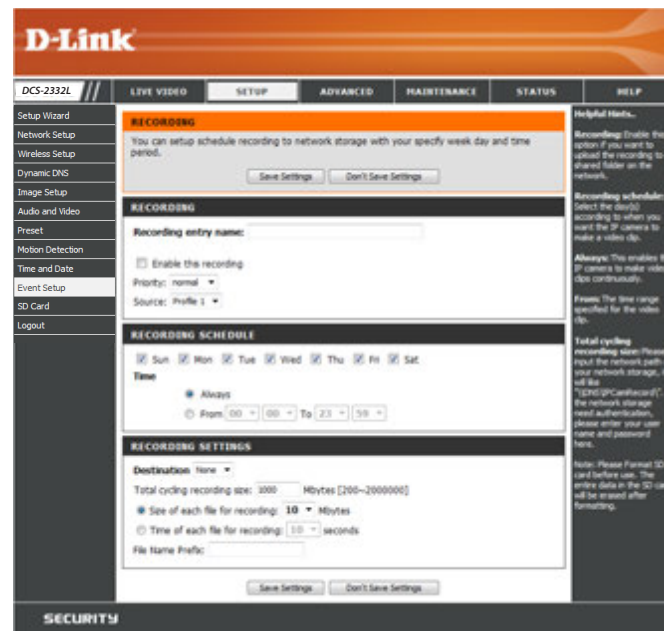 D-Link
DCS-2332L
LIVE VIDEO SETUP ADVANCED MAINTENANCE STATUS HELP
Setup Wizard
Network Setup
Wireless Setup
Dynamic DNS
Image Setup
Audio and Video
Preset
Motion Detection
Time and Date
Event Setup
SD Card
Logout
RECORDING
You can setup schedule recording to network storage with your specify week day and time
period.
Save Settings Don't Save Settings
RECORDING
Recording entry name:
Enable this recording
Priority: normal
Source: Profile 1
RECORDING SCHEDULE
Sun Mon Tue Wed Thu Fri Sat
Time
Always
From 00 00 To 23 59
RECORDING SETTINGS
Destination None
Total cycling recording size: 1000 Mbytes [200~2000000]
Size of each file for recording: 10 Mbytes
Time of each file for recording: 10 seconds
File Name Prefix:
Save Settings Don't Save Settings
Helpful Hints..
Recording: Enable the
option if you want to
upload the recording to
shared folder on the
network.
Recording schedule:
Select the day(s)
according to when you
want the IP camera to
make a video clip.
Always: This enables
IP camera to make video
clips continuously.
From: The time range
specified for the video
clip.
Total cycling
recording size: Please
input the network path
your network storage,
will like
the network storage
need authentication,
please enter your user
name and password
here.
Note: Please Format SD
card before use. The
entire data in the SD
will be erased after
formatting.
SECURITY